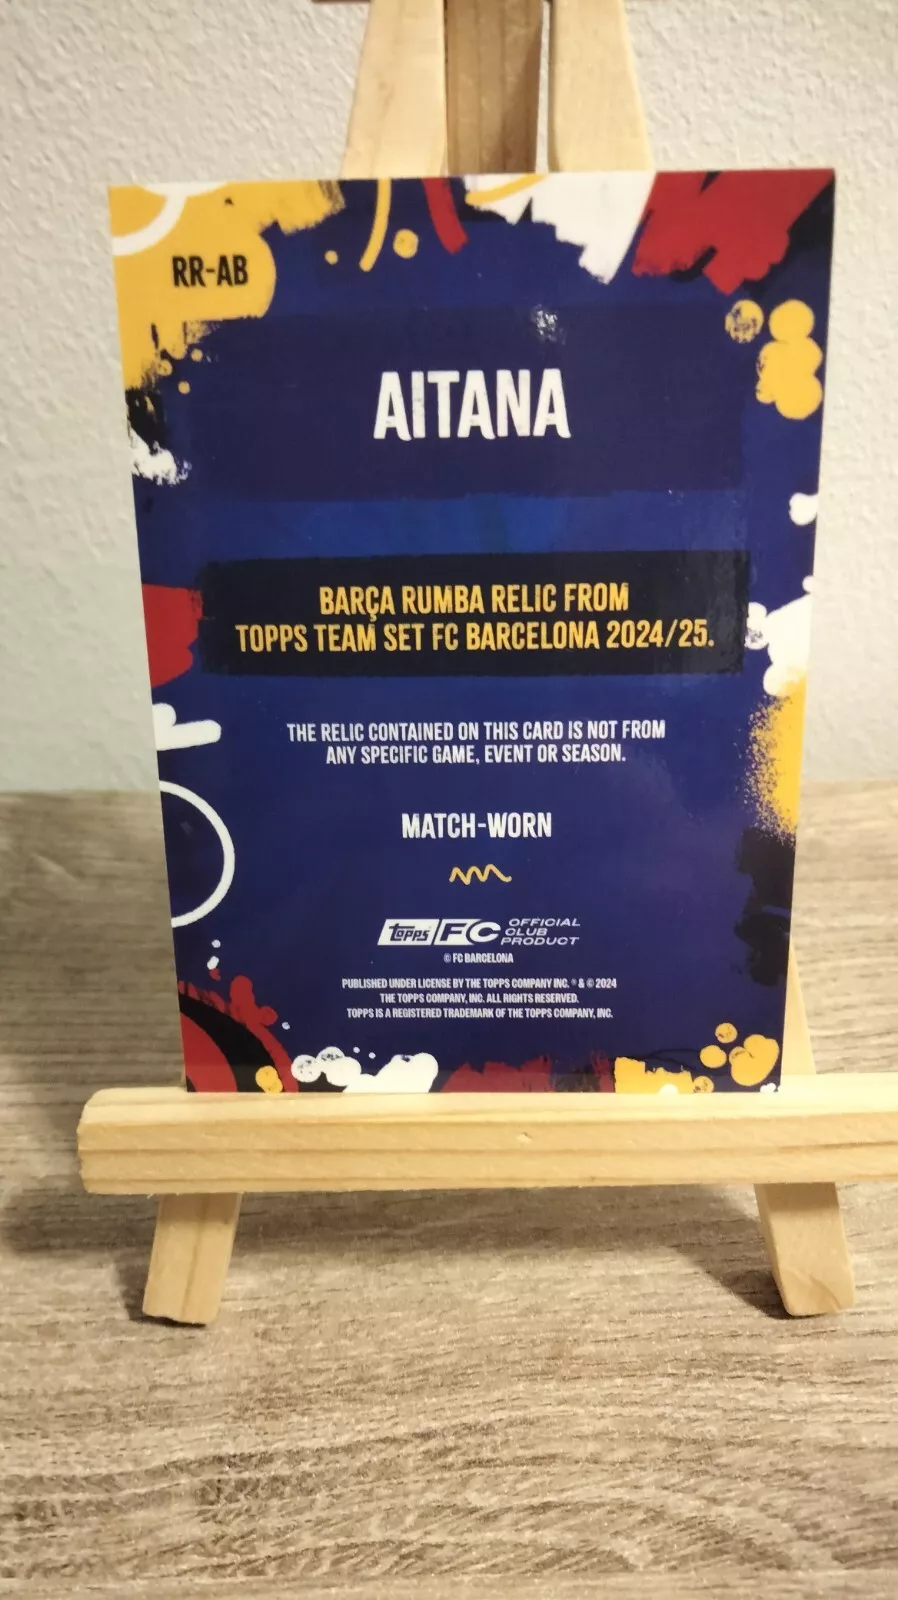 RR-AB
AITANA
BARÇA RUMBA RELIC FROM
TOPPS TEAM SET FC BARCELONA 2024/25.
THE RELIC CONTAINED ON THIS CARD IS NOT FROM
ANY SPECIFIC GAME, EVENT OR SEASON.
MATCH-WORN
topps FC OFFICIAL
CLUB
PRODUCT
© FC BARCELONA
PUBLISHED UNDER LICENSE BY THE TOPPS COMPANY INC. ® & © 2024
THE TOPPS COMPANY, INC. ALL RIGHTS RESERVED.
TOPPS IS A REGISTERED TRADEMARK OF THE TOPPS COMPANY, INC.